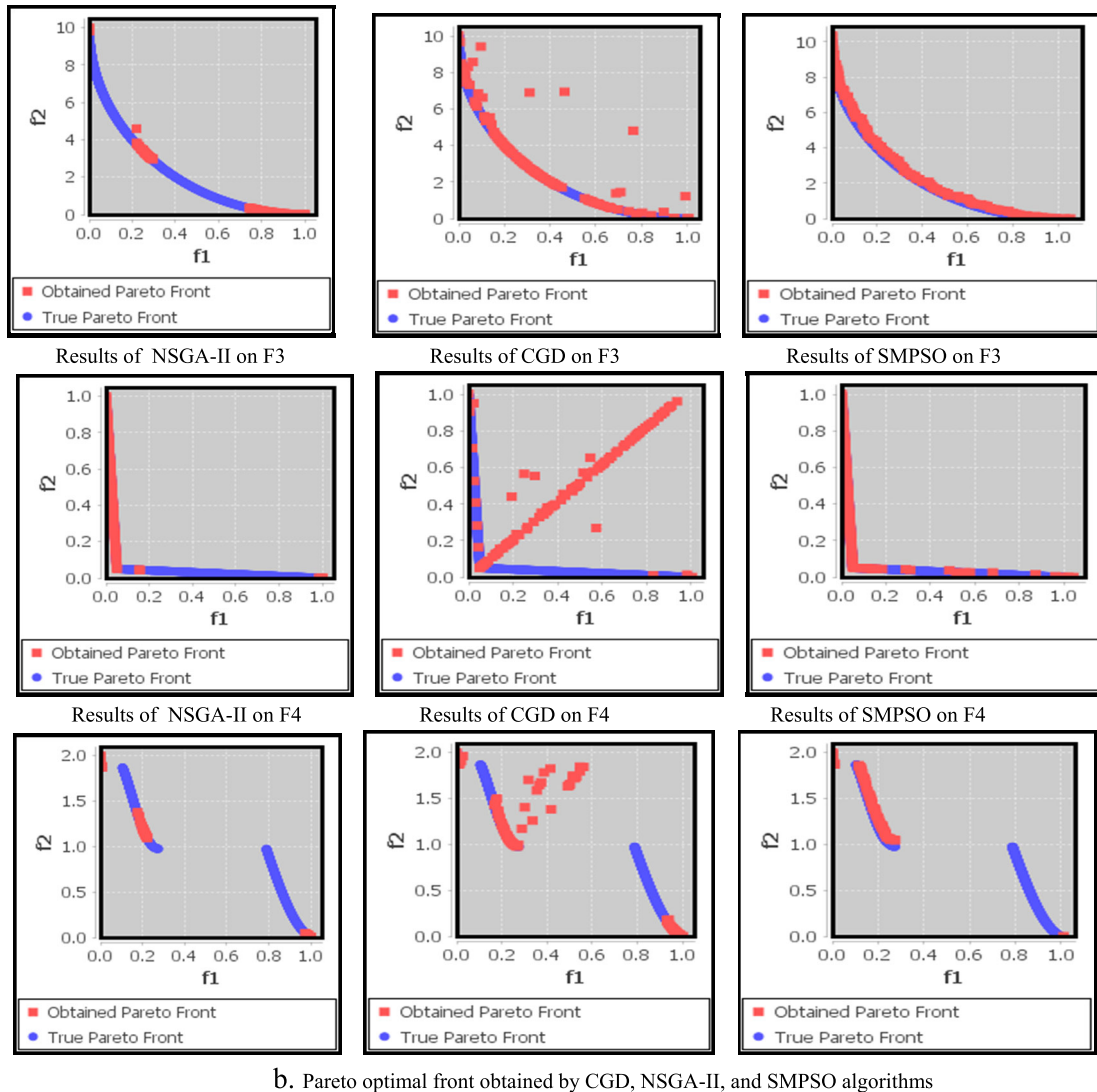 10
8
6
4
2
0
f2
0.0 0.2 0.4 0.6 0.8 1.0
f1
Obtained Pareto Front
True Pareto Front
Results of NSGA-II on F3
10
8
6
4
2
0
f2
0.0 0.2 0.4 0.6 0.8 1.0
f1
Obtained Pareto Front
True Pareto Front
Results of CGD on F3
10
8
6
4
2
0
f2
0.0 0.2 0.4 0.6 0.8 1.0
f1
Obtained Pareto Front
True Pareto Front
Results of SMPSO on F3
1.0
0.8
0.6
0.4
0.2
0.0
f2
0.0 0.2 0.4 0.6 0.8 1.0
f1
Obtained Pareto Front
True Pareto Front
Results of NSGA-II on F4
1.0
0.8
0.6
0.4
0.2
0.0
f2
0.0 0.2 0.4 0.6 0.8 1.0
f1
Obtained Pareto Front
True Pareto Front
Results of CGD on F4
1.0
0.8
0.6
0.4
0.2
0.0
f2
0.0 0.2 0.4 0.6 0.8 1.0
f1
Obtained Pareto Front
True Pareto Front
Results of SMPSO on F4
2.0
1.5
1.0
0.5
0.0
f2
0.0 0.2 0.4 0.6 0.8 1.0
f1
Obtained Pareto Front
True Pareto Front
2.0
1.5
1.0
0.5
0.0
f2
0.0 0.2 0.4 0.6 0.8 1.0
f1
Obtained Pareto Front
True Pareto Front
2.0
1.5
1.0
0.5
0.0
f2
0.0 0.2 0.4 0.6 0.8 1.0
f1
Obtained Pareto Front
True Pareto Front
b. Pareto optimal front obtained by CGD, NSGA-II, and SMPSO algorithms